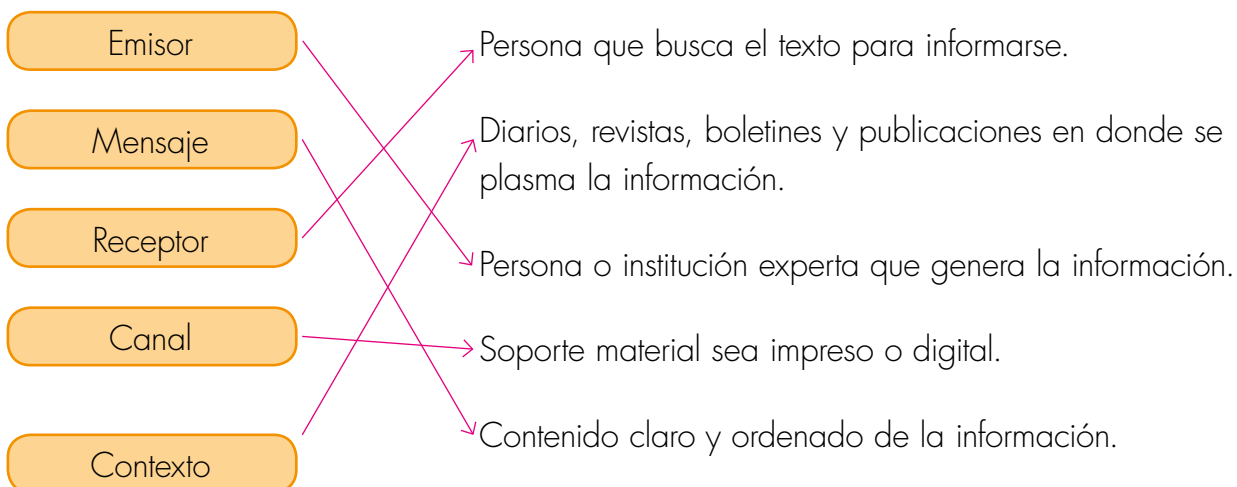 Emisor
Persona que busca el texto para informarse.
Mensaje
Diarios, revistas, boletines y publicaciones en donde se
plasma la información.
Receptor
Persona o institución experta que genera la información.
Canal
Soporte material sea impreso o digital.
Contexto
Contenido claro y ordenado de la información.